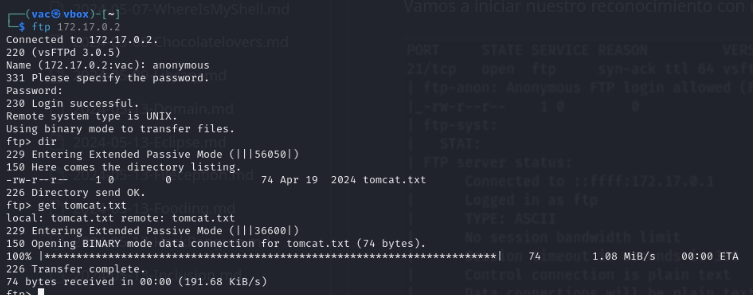 (vac㉿vbox)-[~]
$ ftp 172.17.0.2
Connected to 172.17.0.2.
220 (vsFTPd 3.0.5)
Name (172.17.0.2:vac): anonymous
331 Please specify the password.
Password:
230 Login successful.
Remote system type is UNIX.
Using binary mode to transfer files.
ftp> dir
229 Entering Extended Passive Mode (|||56050|)
150 Here comes the directory listing.
-rw-r--r--    1 0        0              74 Apr 19  2024 tomcat.txt
226 Directory send OK.
ftp> get tomcat.txt
local: tomcat.txt remote: tomcat.txt
229 Entering Extended Passive Mode (|||36600|)
150 Opening BINARY mode data connection for tomcat.txt (74 bytes).
100% |***********************************************************************|    74        1.08 MiB/s    00:00 ETA
226 Transfer complete.
74 bytes received in 00:00 (191.68 KiB/s)
ftp>
2024-05-07-WhereIsMyShell.md
Chocolatelovers.md
Domain.md
Vamos a iniciar nuestro reconocimiento con
PORT      STATE SERVICE REASON         VERS
21/tcp    open  ftp     syn-ack ttl 64 vsft
| ftp-anon: Anonymous FTP login allowed
|_-rw-r--r--    1 0        0
| ftp-syst:
|   STAT:
| FTP server status:
|      Connected to ::ffff:172.17.0.1
|      Logged in as ftp
|      TYPE: ASCII
|      No session bandwidth limit
|      Control connection is plain text
|      Data connections will be plain text